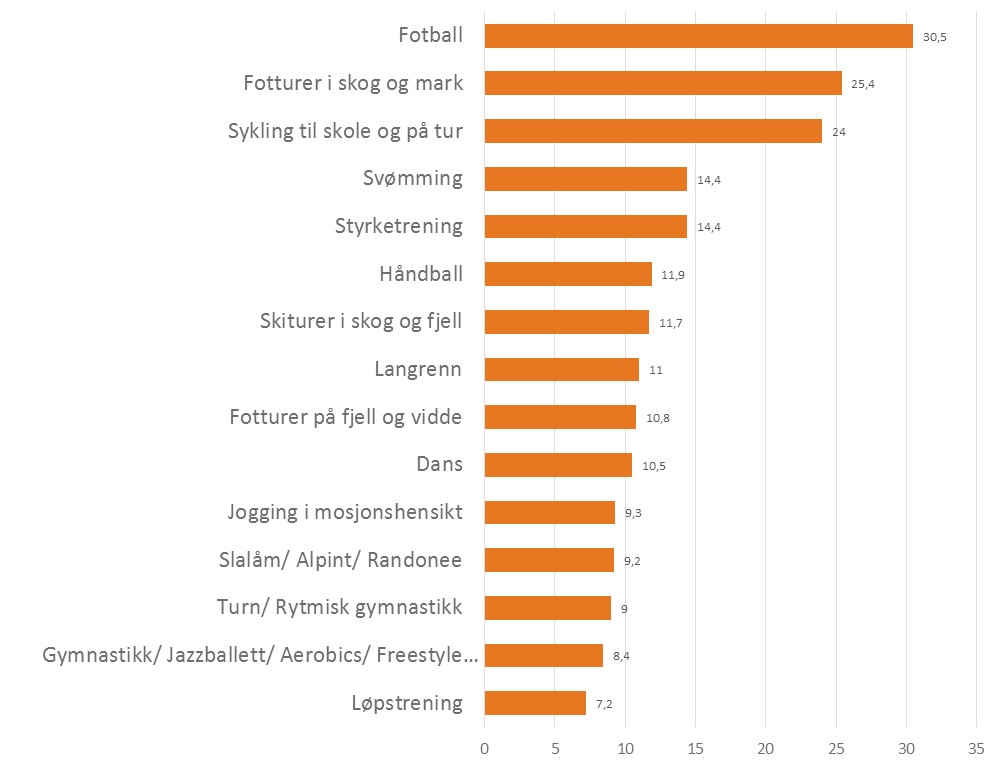 Fotball 30,5
Fotturer i skog og mark 25,4
Sykling til skole og på tur 24
Svømming 14,4
Styrketrening 14,4
Håndball 11,9
Skiturer i skog og fjell 11,7
Langrenn 11
Fotturer på fjell og vidde 10,8
Dans 10,5
Jogging i mosjonshensikt 9,3
Slalåm/ Alpint/ Randonee 9,2
Turn/ Rytmisk gymnastikk 9
Gymnastikk/ Jazzballett/ Aerobics/ Freestyle... 8,4
Løpstrening 7,2
0 5 10 15 20 25 30 35